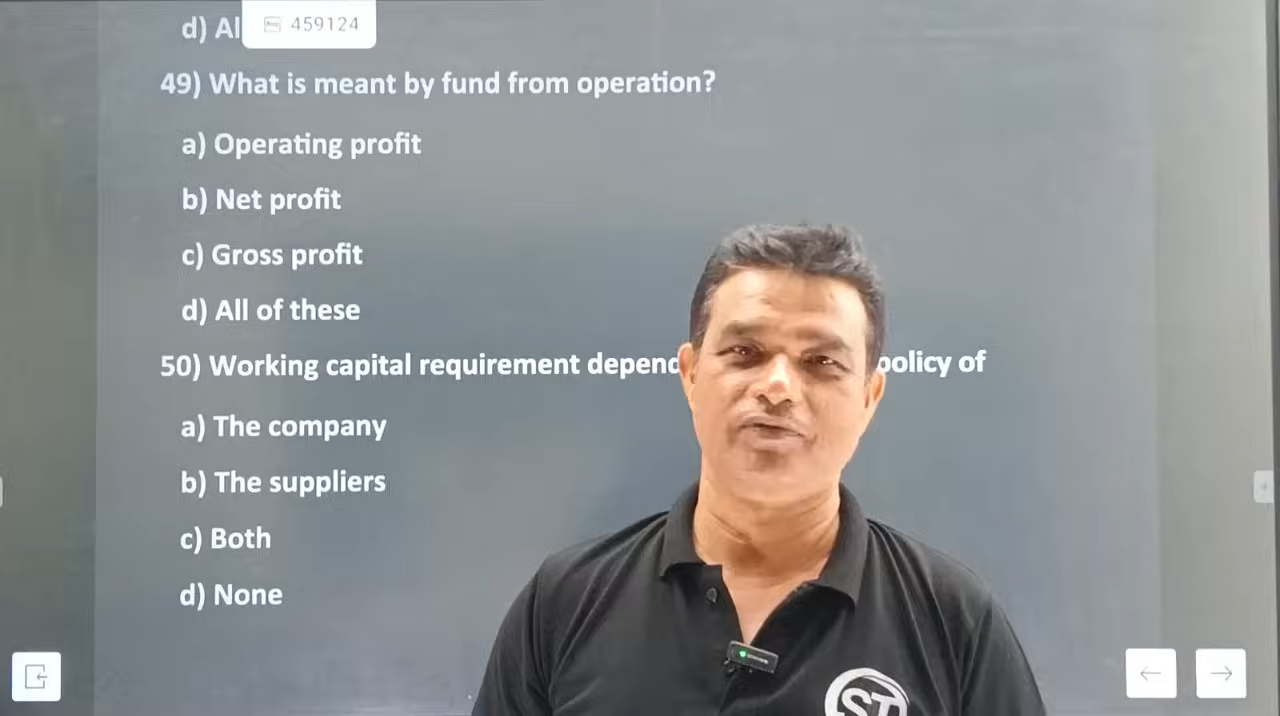 d) Al
459124
49) What is meant by fund from operation?
a) Operating profit
b) Net profit
c) Gross profit
d) All of these
50) Working capital requirement depend policy of
a) The company
b) The suppliers
c) Both
d) None
ST